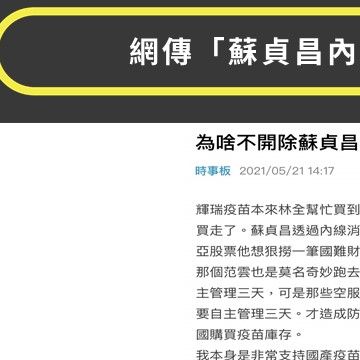 網傳「蘇貞昌內
為啥不開除蘇貞昌
時事板 2021/05/21 14:17
輝瑞疫苗本來林全幫忙買到
買走了。蘇貞昌透過內線消
亞股票他想狠撈一筆國難財
那個范雲也是莫名奇妙跑去
主管理三天，可是那些空服
要自主管理三天。才造成防
國購買疫苗庫存。
我本身是非常支持國產疫苗